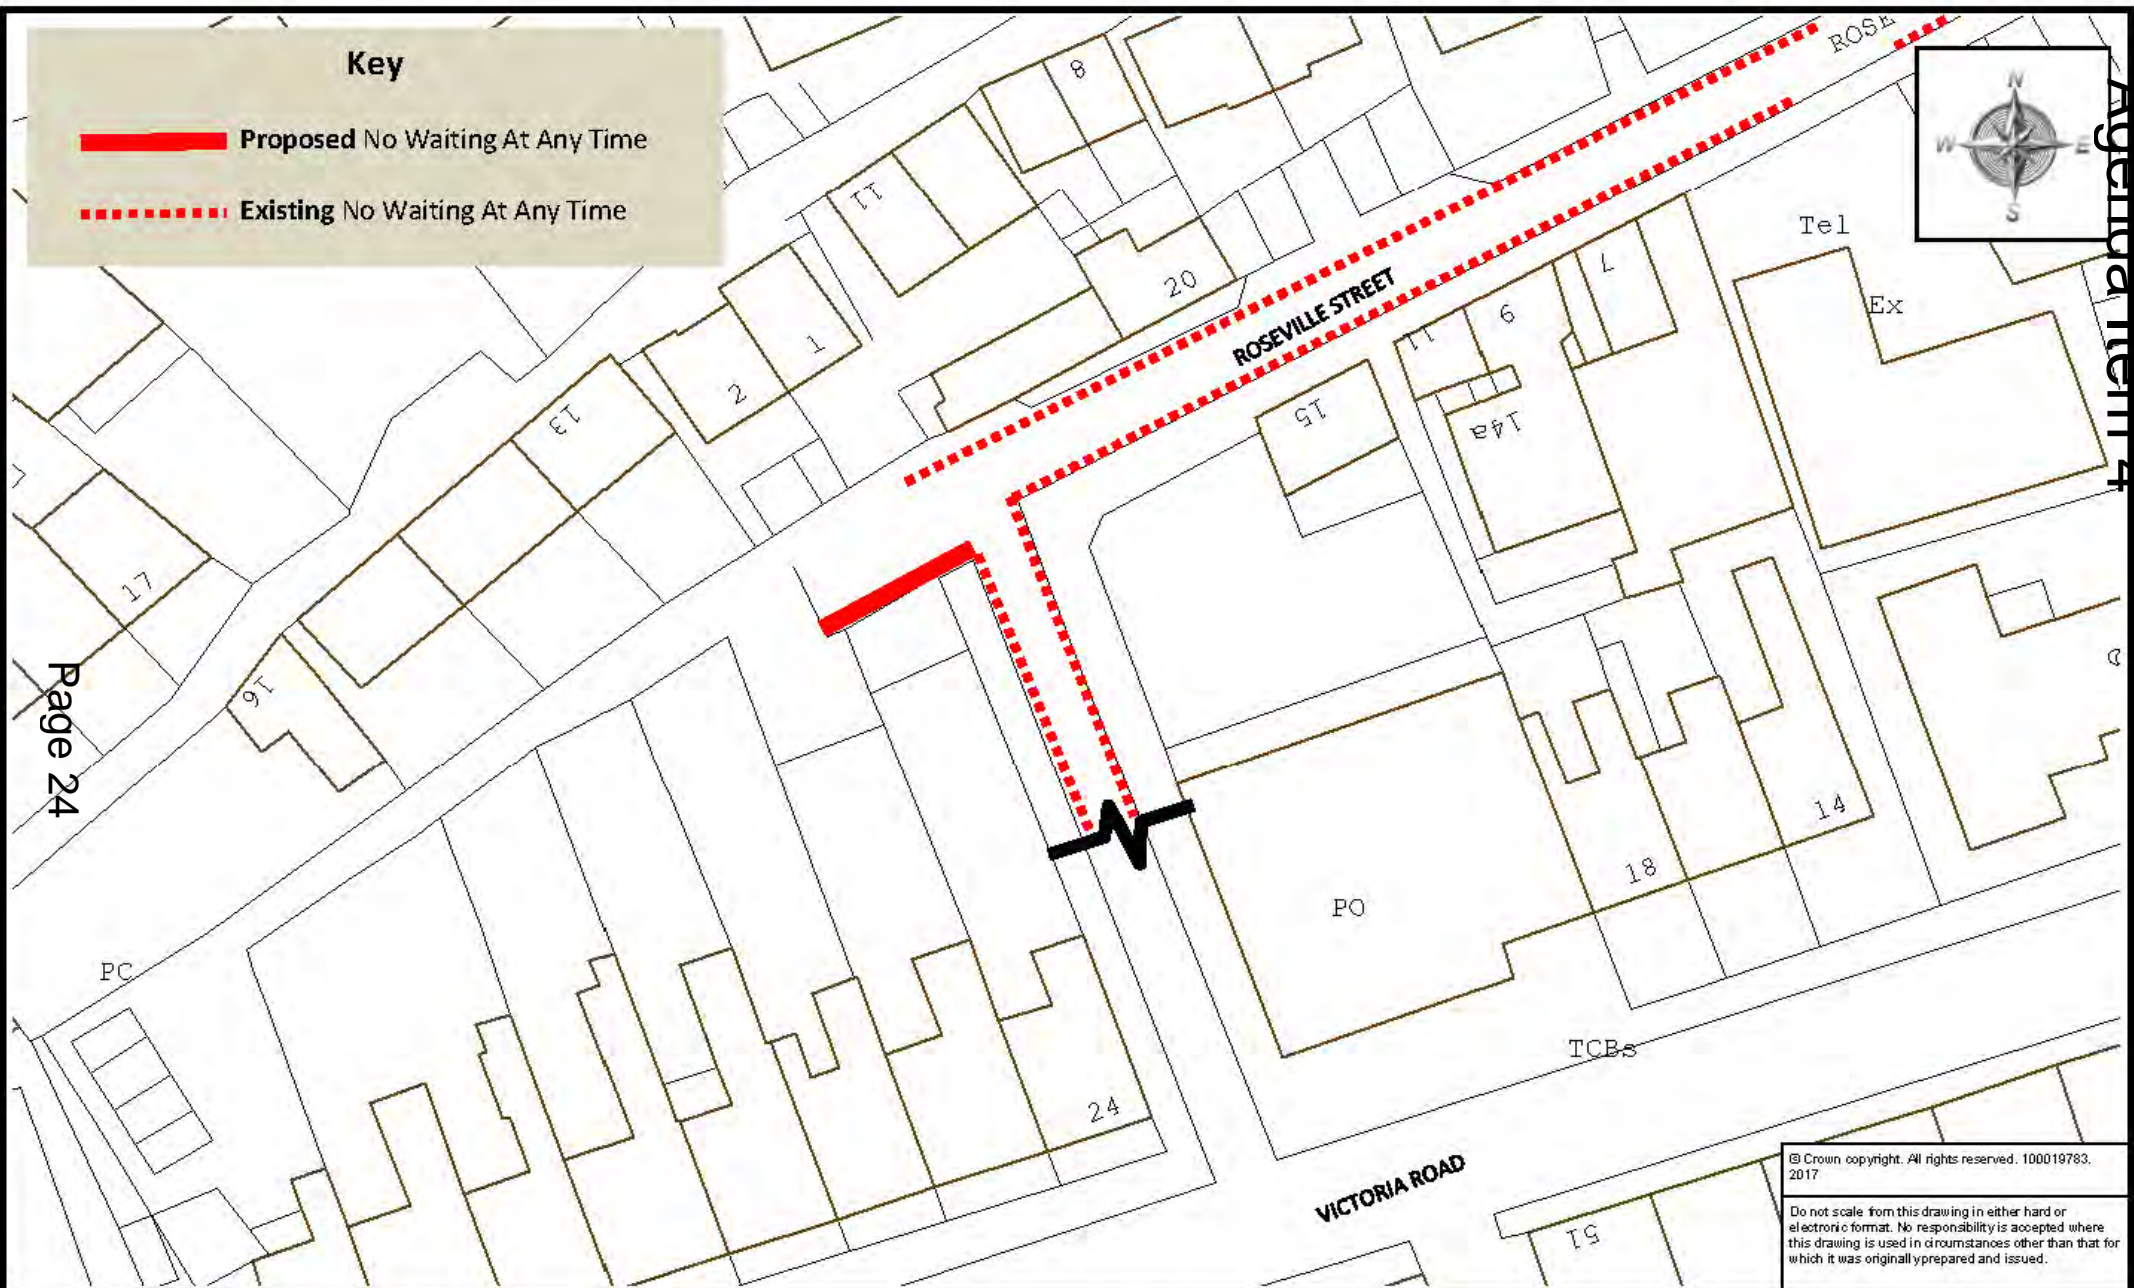 Key
Proposed No Waiting At Any Time
Existing No Waiting At Any Time
ROSE
N
W E
S
Agenda Item 4
Page 24
8
11
20
1
2
13
17
16
ROSEVILLE STREET
Tel
Ex
7
9
11
15
14a
14
18
PO
PC
TCBs
24
VICTORIA ROAD
51
© Crown copyright. All rights reserved. 100019783.
2017
Do not scale from this drawing in either hard or
electronic format. No responsibility is accepted where
this drawing is used in circumstances other than that for
which it was originally prepared and issued.